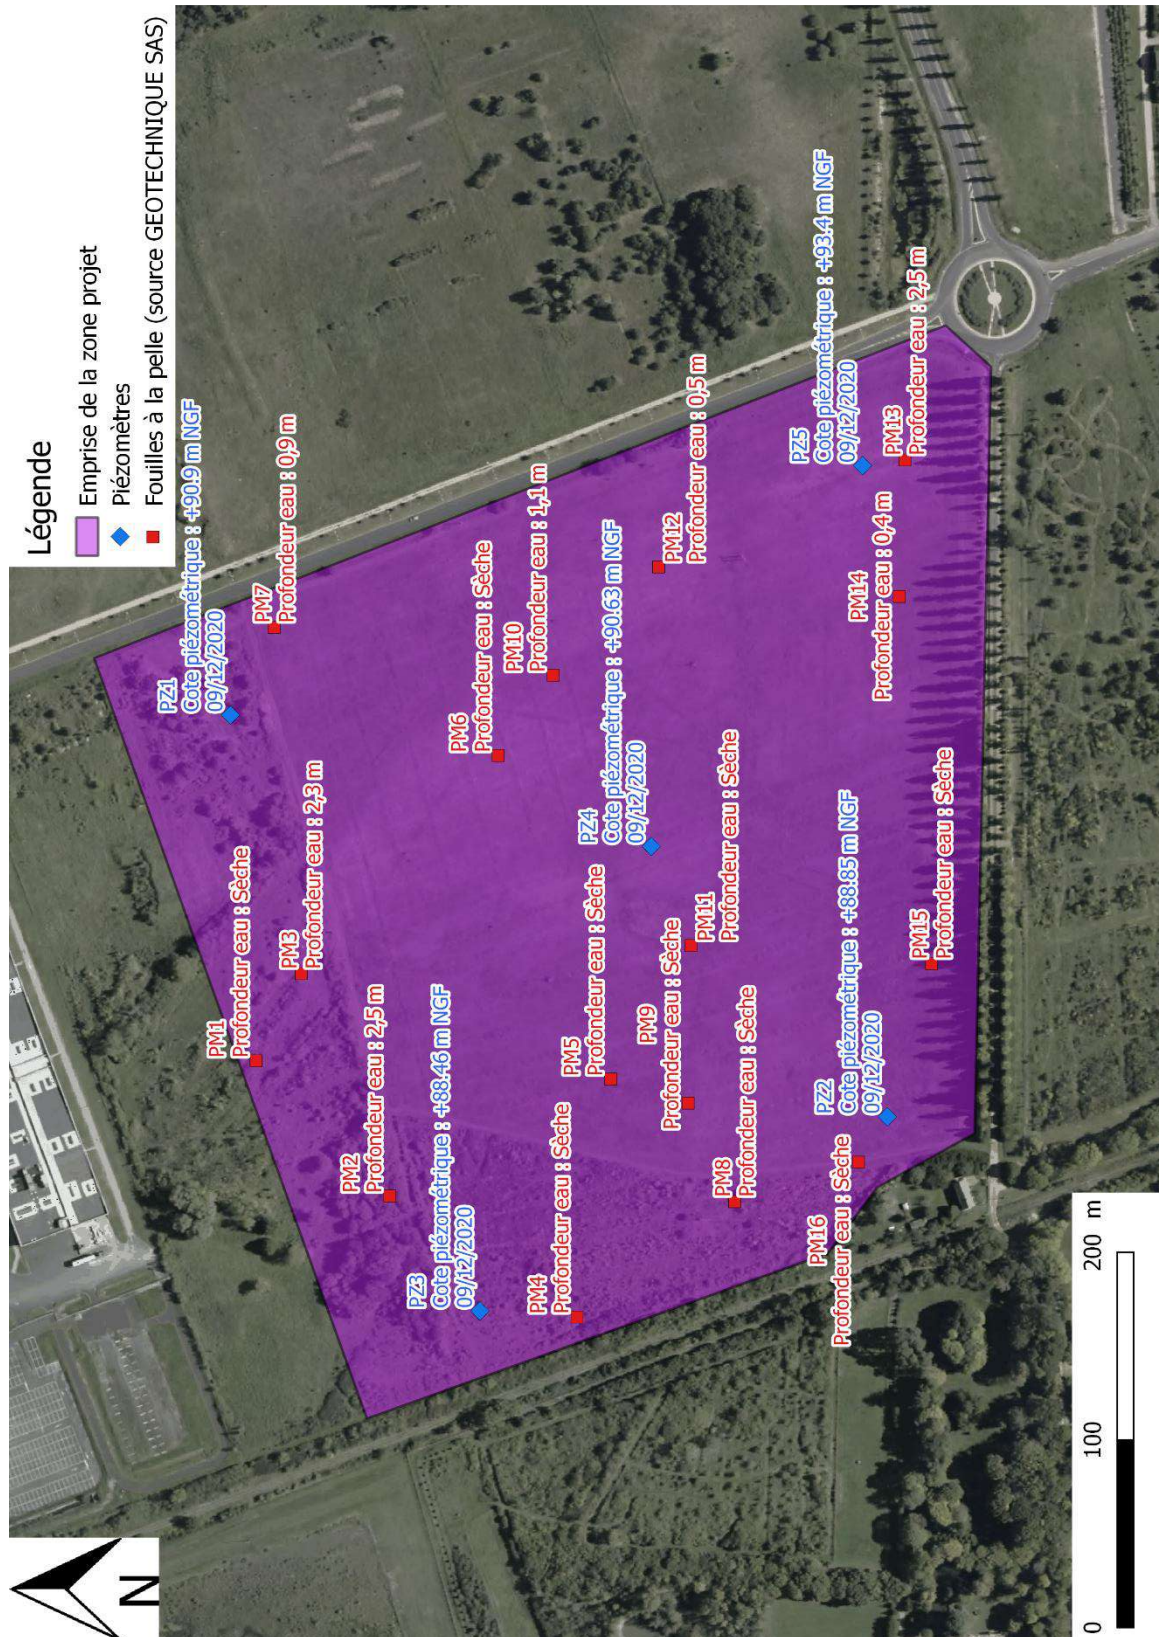 Légende
Emprise de la zone projet
Piézomètres
Fouilles à la pelle (source GEOTECHNIQUE SAS)
PZ1
Cote piézométrique : +90.9 m NGF
09/12/2020
PM7
Profondeur eau : 0,9 m
PM1
Profondeur eau : Sèche
PM3
Profondeur eau : 2,3 m
PM2
Profondeur eau : 2,5 m
PZ3
Cote piézométrique : +88.46 m NGF
09/12/2020
PM6
Profondeur eau : Sèche
PM10
Profondeur eau : 1,1 m
PM4
Profondeur eau : Sèche
PM5
Profondeur eau : Sèche
PZ4
Cote piézométrique : +90.63 m NGF
09/12/2020
PM12
Profondeur eau : 0,5 m
PM9
Profondeur eau : Sèche
PM11
Profondeur eau : Sèche
PM8
Profondeur eau : Sèche
PZ5
Cote piézométrique : +93.4 m NGF
09/12/2020
PM13
Profondeur eau : 2,5 m
PM14
Profondeur eau : 0,4 m
PZ2
Cote piézométrique : +88.85 m NGF
09/12/2020
PM16
Profondeur eau : Sèche
PM15
Profondeur eau : Sèche
N
0 100 200 m